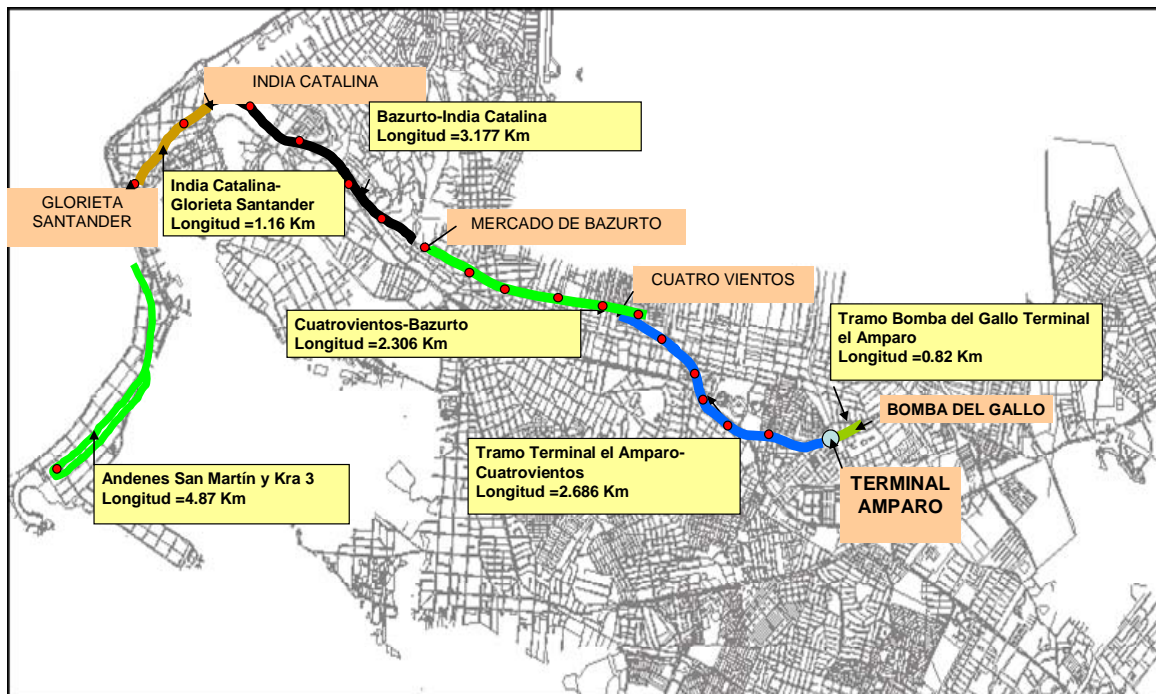 INDIA CATALINA
Bazurto-India Catalina
Longitud =3.177 Km
GLORIETA
SANTANDER
India Catalina-
Glorieta Santander
Longitud =1.16 Km
MERCADO DE BAZURTO
CUATRO VIENTOS
Cuatrovientos-Bazurto
Longitud =2.306 Km
Tramo Bomba del Gallo Terminal
el Amparo
Longitud =0.82 Km
BOMBA DEL GALLO
Andenes San Martín y Kra 3
Longitud =4.87 Km
Tramo Terminal el Amparo-
Cuatrovientos
Longitud =2.686 Km
TERMINAL
AMPARO